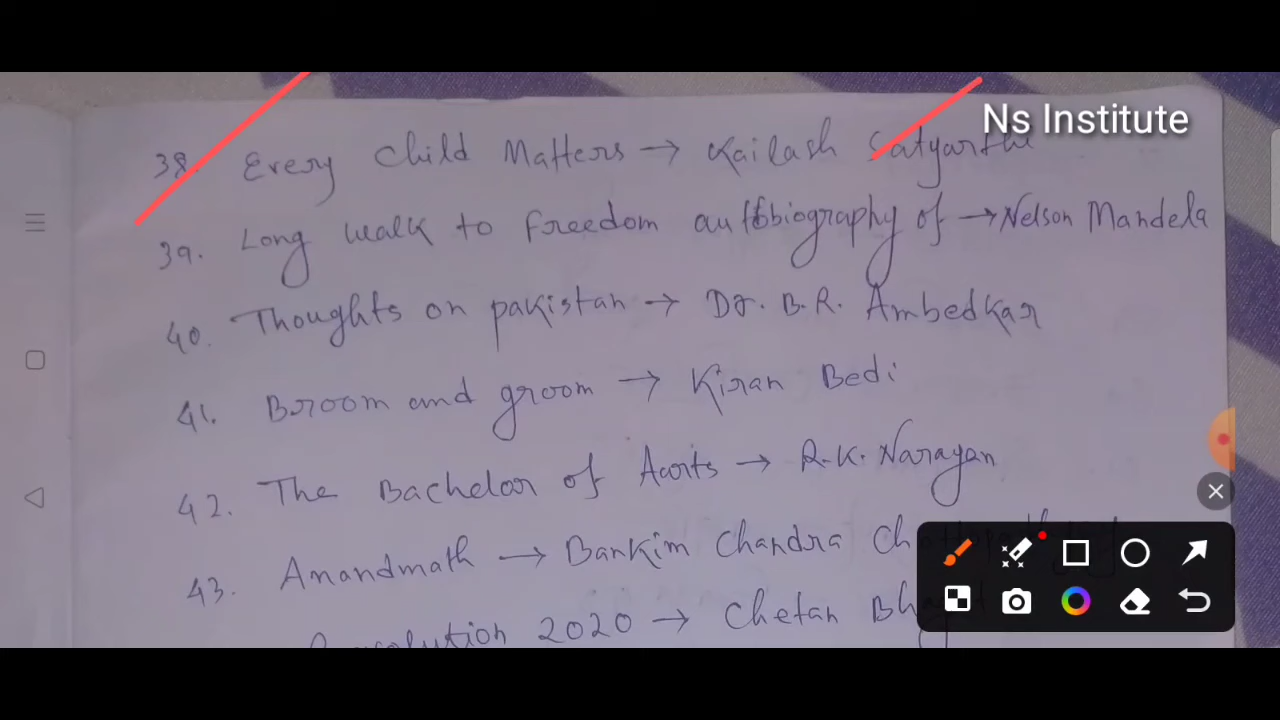 Ns Institute
38. Every Child Matters → Kailash Satyarthi
39. Long walk to freedom autobiography of → Nelson Mandela
40. Thoughts on pakistan → Dr. B.R. Ambedkar
41. Broom and groom → Kiran Bedi
42. The Bachelor of Arts → R.K. Narayan
43. Anandmath → Bankim Chandra
2020 → Chetan